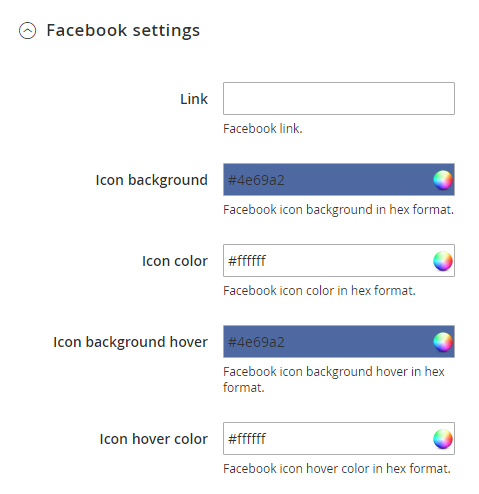 Facebook settings
Link
Facebook link.
Icon background #4e69a2
Facebook icon background in hex format.
Icon color #ffffff
Facebook icon color in hex format.
Icon background hover #4e69a2
Facebook icon background hover in hex
format.
Icon hover color #ffffff
Facebook icon hover color in hex format.